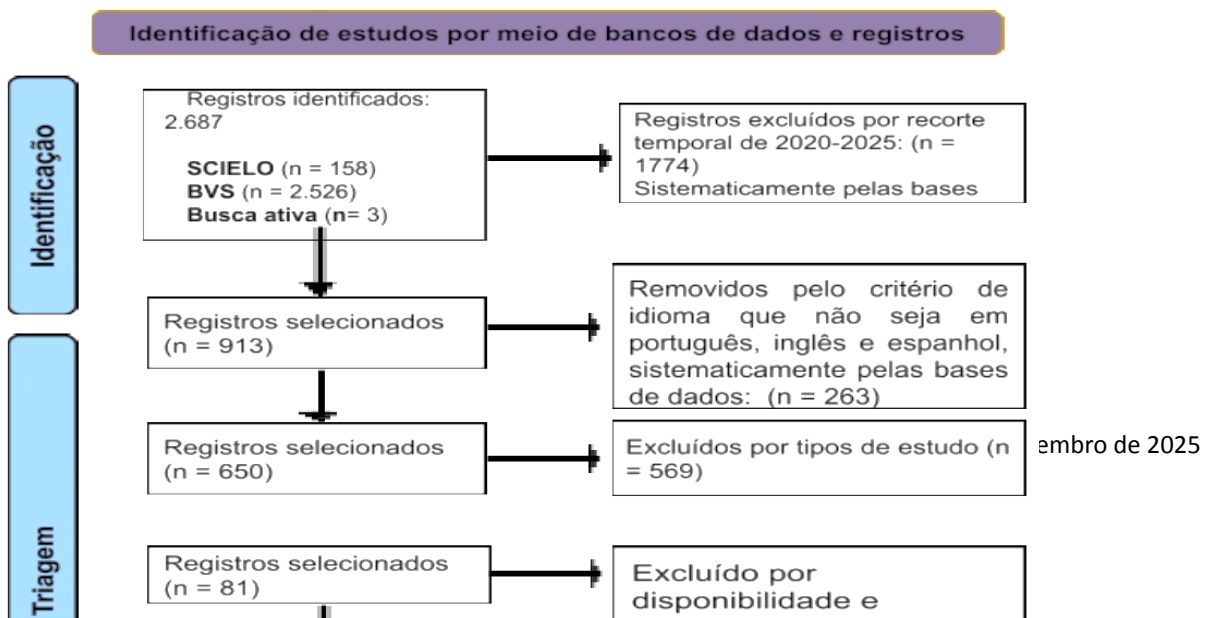 Identificação de estudos por meio de bancos de dados e registros
Identificação
Registros identificados:
2.687
SCIELO (n = 158)
BVS (n = 2.526)
Busca ativa (n= 3)
Registros excluídos por recorte
temporal de 2020-2025: (n =
1774)
Sistematicamente pelas bases
Registros selecionados
(n = 913)
Removidos pelo critério de
idioma que não seja em
português, inglês e espanhol,
sistematicamente pelas bases
de dados: (n = 263)
Triagem
Registros selecionados
(n = 650)
Excluídos por tipos de estudo (n
= 569)
embro de 2025
Registros selecionados
(n = 81)
Excluído por
disponibilidade e